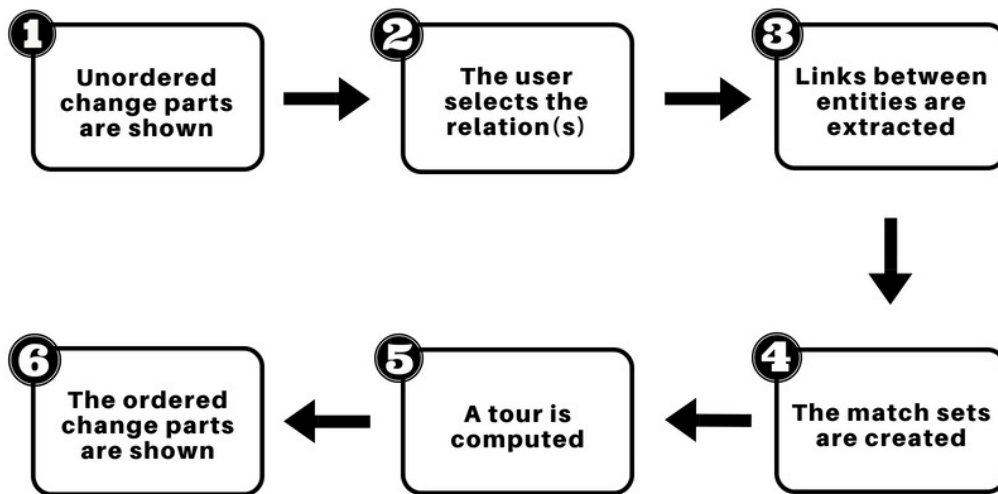 1
Unordered
change parts
are shown
2
The user
selects the
relation(s)
3
Links between
entities are
extracted
4
The match sets
are created
5
A tour is
computed
6
The ordered
change parts
are shown